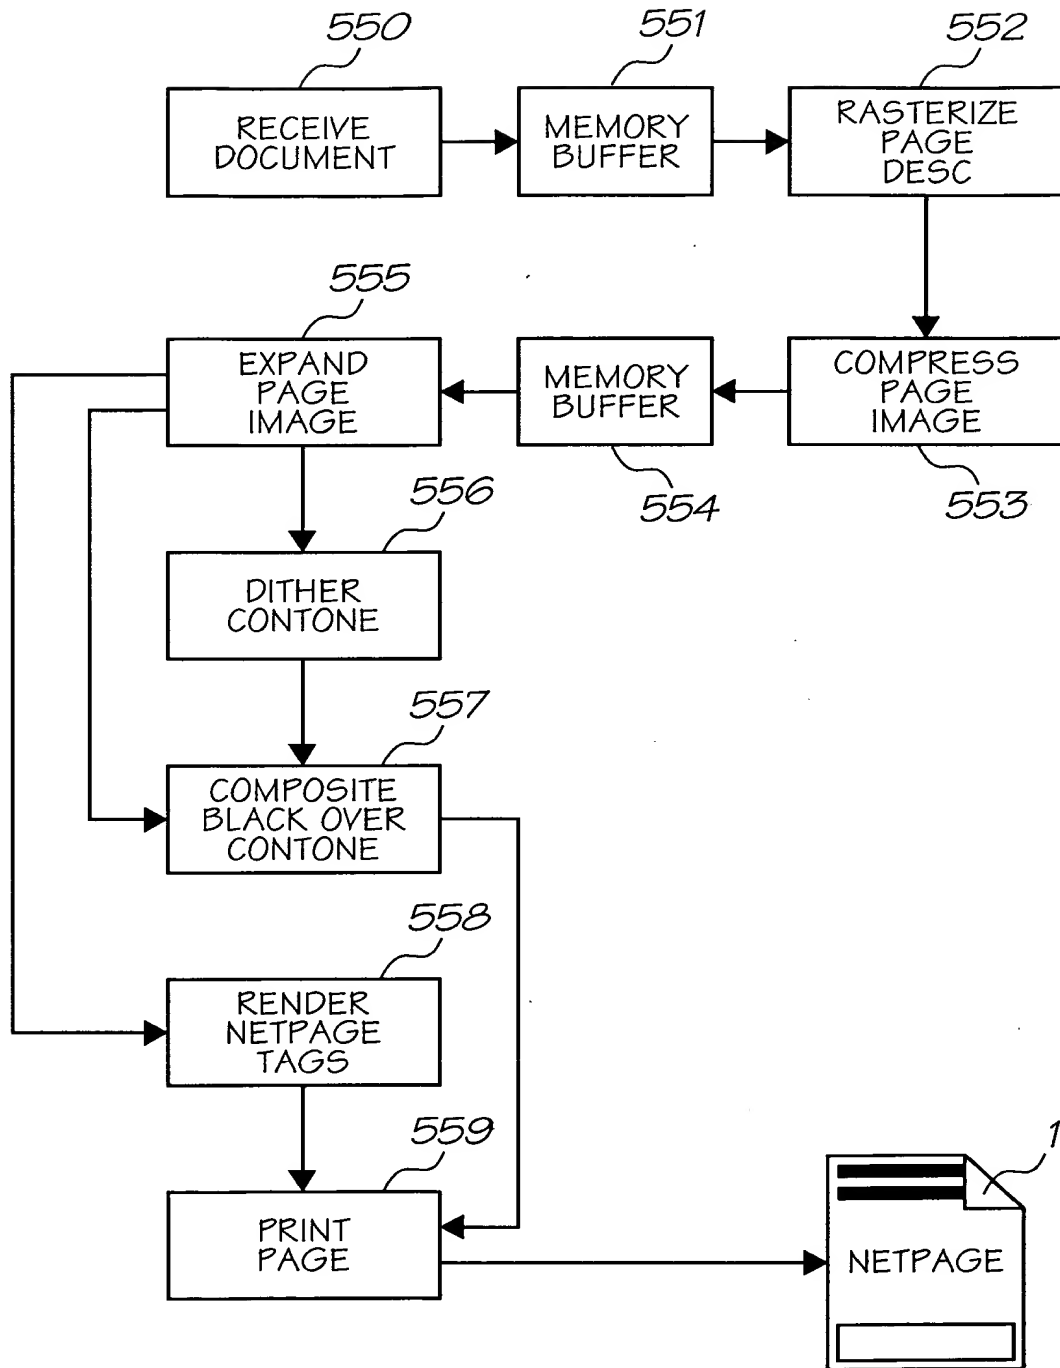 550
551
552
RECEIVE
DOCUMENT
MEMORY
BUFFER
RASTERIZE
PAGE
DESC
555
EXPAND
PAGE
IMAGE
MEMORY
BUFFER
COMPRESS
PAGE
IMAGE
554
553
556
DITHER
CONTONE
557
COMPOSITE
BLACK OVER
CONTONE
558
RENDER
NETPAGE
TAGS
559
PRINT
PAGE
1
NETPAGE